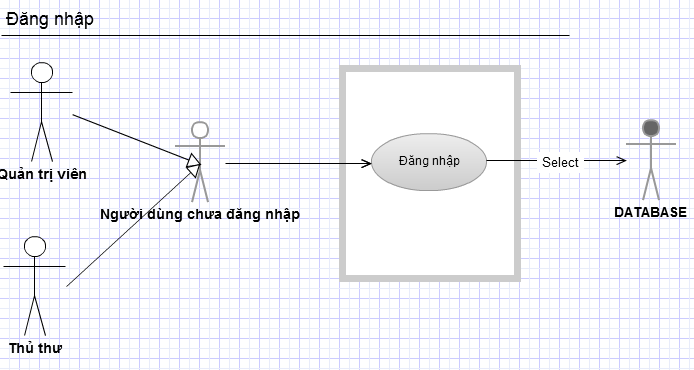 Đăng nhập
Quản trị viên
Người dùng chưa đăng nhập
Đăng nhập
Select
DATABASE
Thủ thư